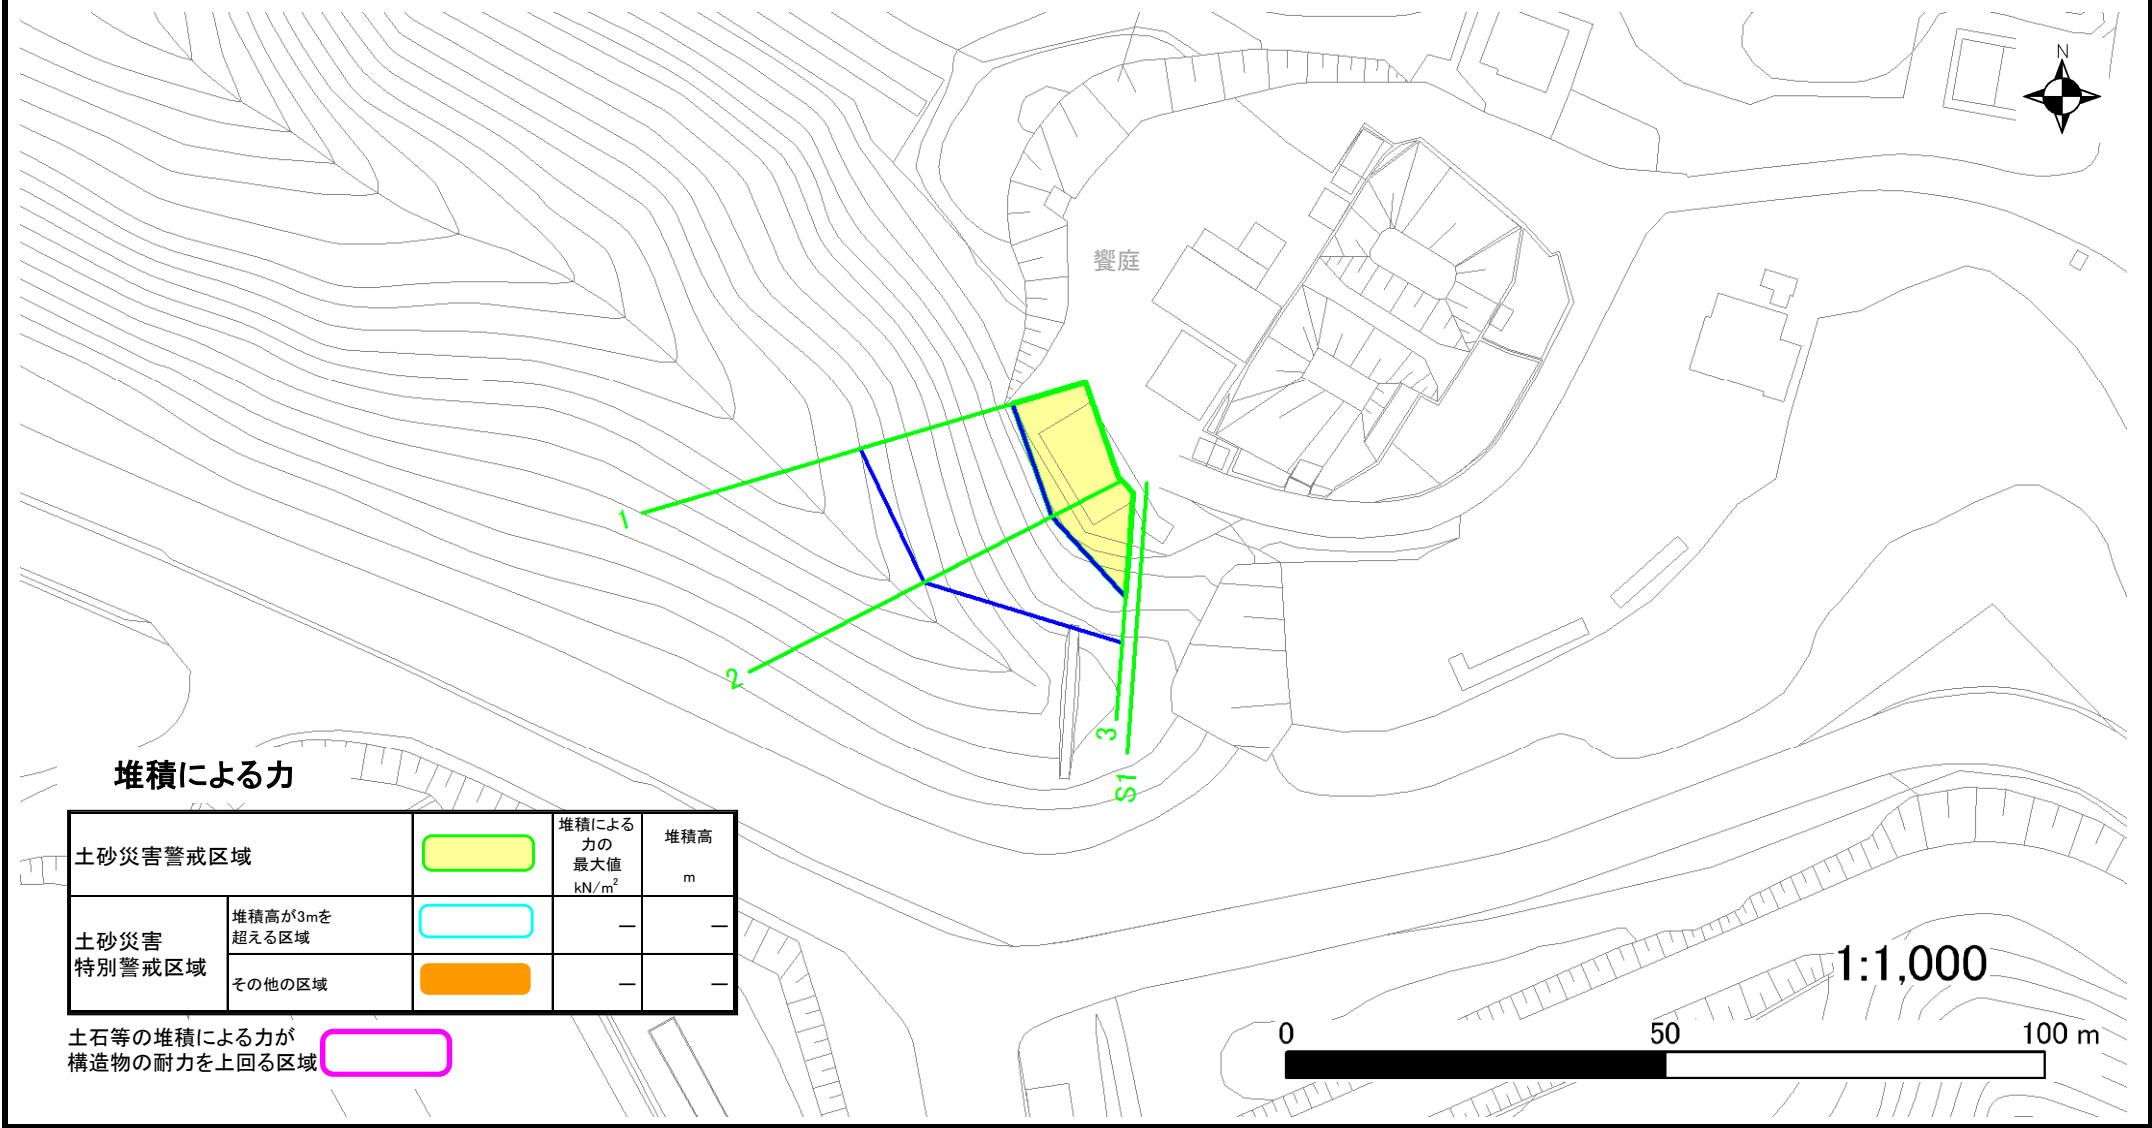 N
饗庭
1
2
3
S1
堆積による力
土砂災害警戒区域
堆積による
力の
最大値
kN/m²
堆積高
m
土砂災害
特別警戒区域
堆積高が3mを
超える区域
－ －
その他の区域
－ －
土石等の堆積による力が
構造物の耐力を上回る区域
1:1,000
0 50 100 m